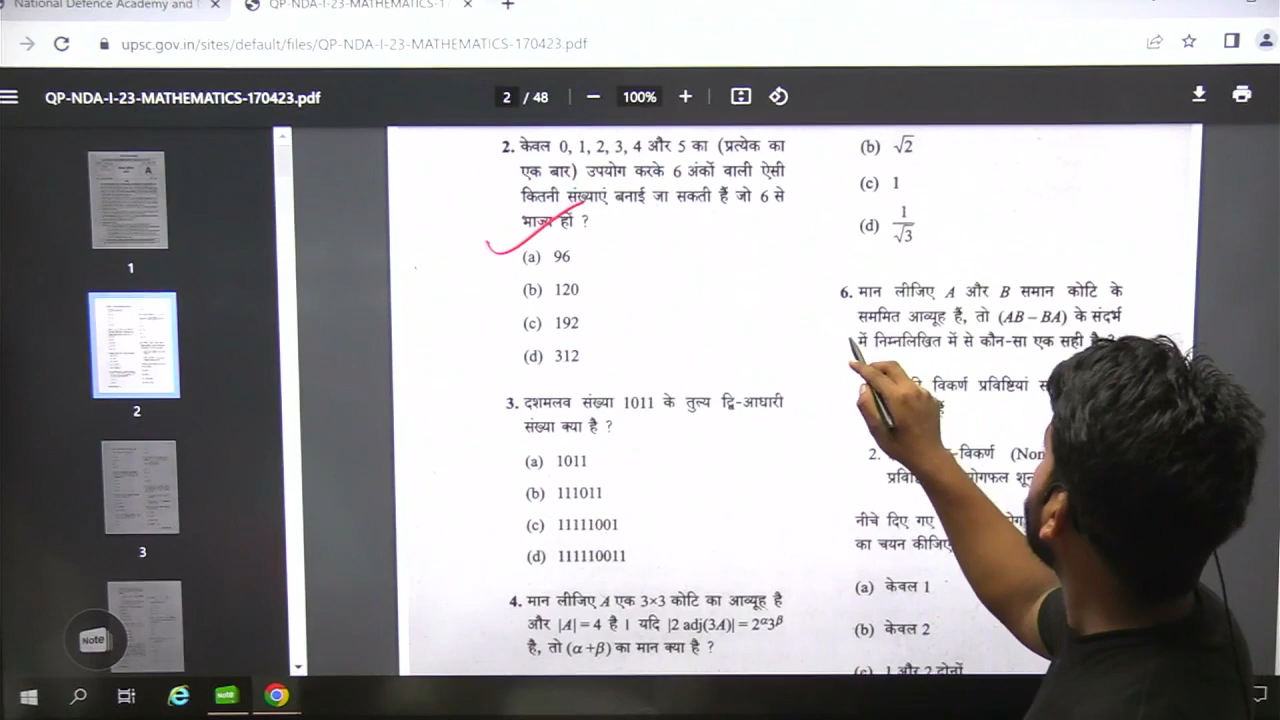 National Defence Academy and
QP-NDA-I-23-MATHEMATICS-17
upsc.gov.in/sites/default/files/QP-NDA-I-23-MATHEMATICS-170423.pdf
QP-NDA-I-23-MATHEMATICS-170423.pdf
2 / 48
100%
1
2
3
2. केवल 0, 1, 2, 3, 4 और 5 का (प्रत्येक का
एक बार) उपयोग करके 6 अंकों वाली ऐसी
कितनी संख्याएं बनाई जा सकती हैं जो 6 से
भाज्य हों ?
(a) 96
(b) 120
(c) 192
(d) 312
3. दशमलव संख्या 1011 के तुल्य द्वि-आधारी
संख्या क्या है ?
(a) 1011
(b) 111011
(c) 11111001
(d) 111110011
4. मान लीजिए A एक 3×3 कोटि का आव्यूह है
और |A| = 4 है । यदि |2 adj(3A)| = 2^α3^β
है, तो (α+β) का मान क्या है ?
(b) √2
(c) 1
(d) 1/√3
6. मान लीजिए A और B समान कोटि के
सममित आव्यूह हैं, तो (AB – BA) के संदर्भ
में निम्नलिखित में से कौन-सा एक सही है ?
विकर्ण प्रविष्टियां
2. -विकर्ण (Non
नीचे दिए गए
का चयन कीजिए
(a) केवल 1
(b) केवल 2
(c) 1 और 2 दोनों
Note
Note